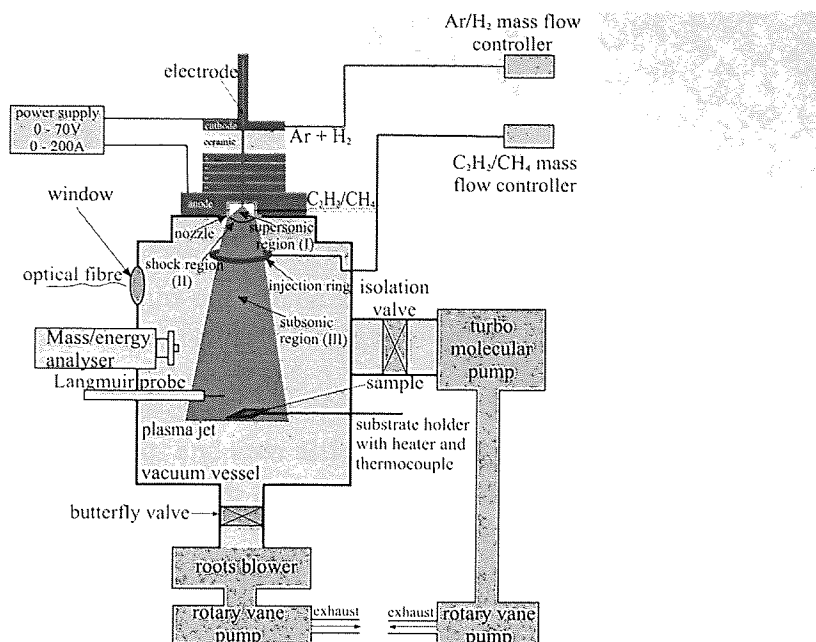 Ar/H₂ mass flow
controller
electrode
power supply
0 - 70V
0 - 200A
cathode
ceramic
Ar + H₂
C₂H₂/CH₄ mass
flow controller
anode
C₂H₂/CH₄
window
nozzle
supersonic
region (I)
shock region
(II)
optical fibre
injection ring
isolation
valve
subsonic
region (III)
turbo
molecular
pump
Mass/energy
analyser
Langmuir probe
sample
plasma jet
substrate holder
with heater and
thermocouple
vacuum vessel
butterfly valve
roots blower
rotary vane
pump
exhaust
exhaust
rotary vane
pump